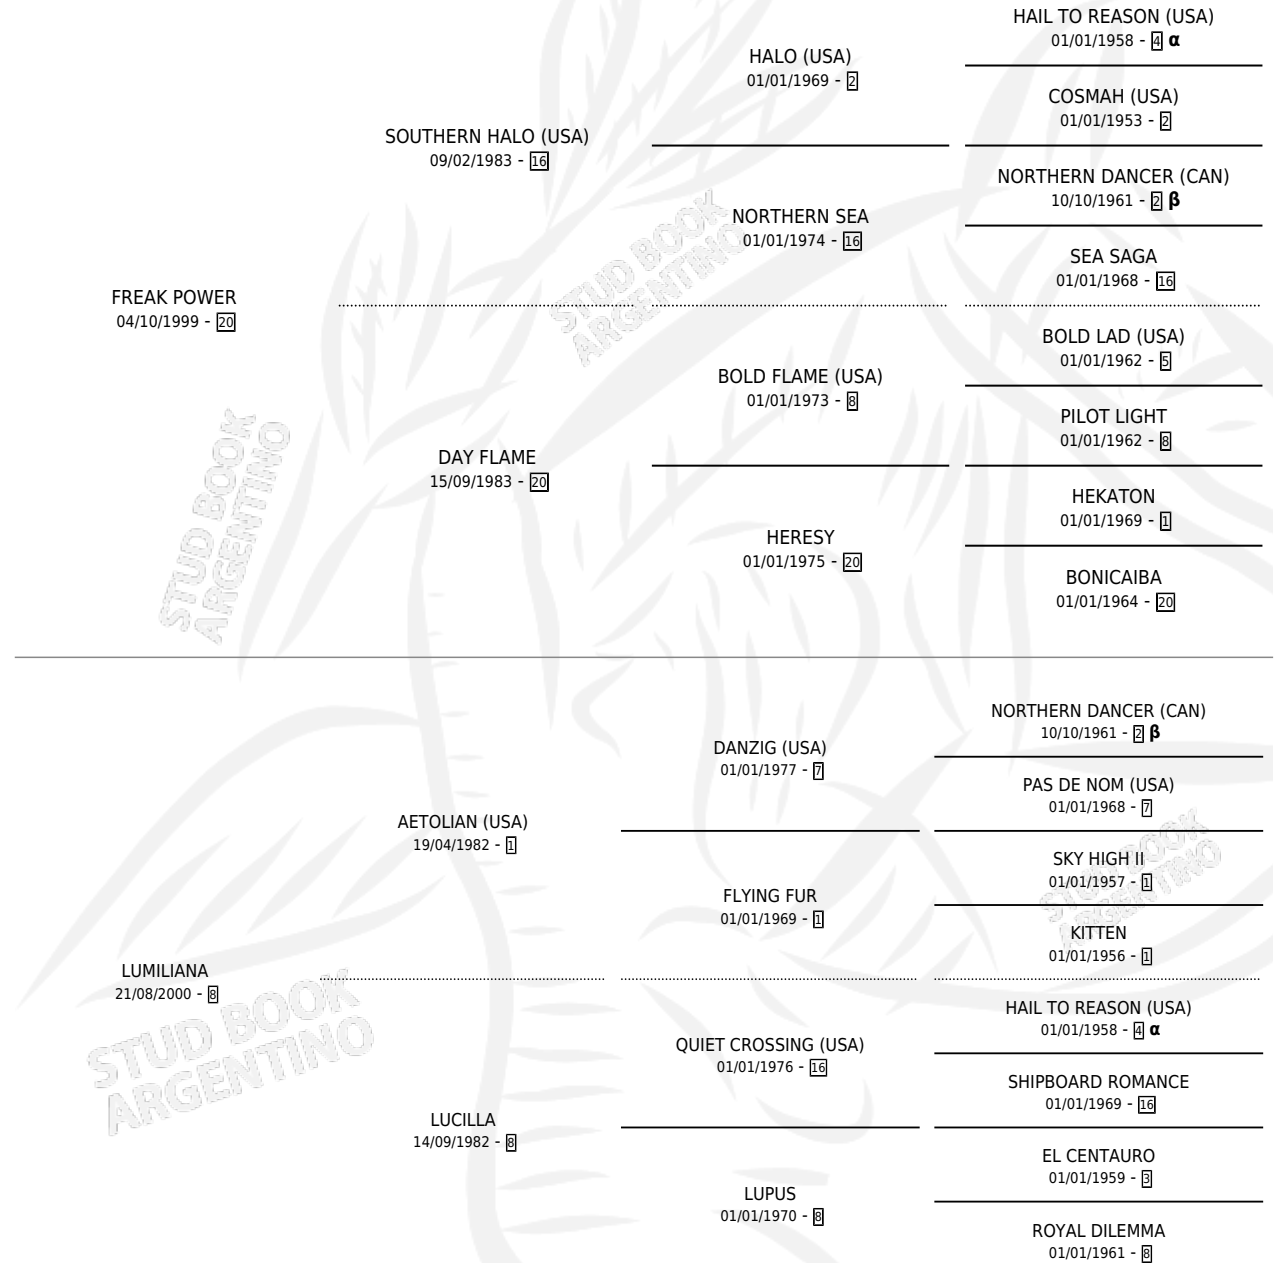 HAIL TO REASON (USA)
01/01/1958 - 4 α
HALO (USA)
01/01/1969 - 2
COSMAH (USA)
01/01/1953 - 2
SOUTHERN HALO (USA)
09/02/1983 - 16
NORTHERN DANCER (CAN)
10/10/1961 - 2 β
NORTHERN SEA
01/01/1974 - 16
SEA SAGA
01/01/1968 - 16
FREAK POWER
04/10/1999 - 20
BOLD LAD (USA)
01/01/1962 - 5
BOLD FLAME (USA)
01/01/1973 - 8
PILOT LIGHT
01/01/1962 - 8
DAY FLAME
15/09/1983 - 20
HEKATON
01/01/1969 - 1
HERESY
01/01/1975 - 20
BONICAIBA
01/01/1964 - 20
NORTHERN DANCER (CAN)
10/10/1961 - 2 β
DANZIG (USA)
01/01/1977 - 7
PAS DE NOM (USA)
01/01/1968 - 7
AETOLIAN (USA)
19/04/1982 - 1
SKY HIGH II
01/01/1957 - 1
FLYING FUR
01/01/1969 - 1
KITTEN
01/01/1956 - 1
LUMILIANA
21/08/2000 - 8
HAIL TO REASON (USA)
01/01/1958 - 4 α
QUIET CROSSING (USA)
01/01/1976 - 16
SHIPBOARD ROMANCE
01/01/1969 - 16
LUCILLA
14/09/1982 - 8
EL CENTAURO
01/01/1959 - 3
LUPUS
01/01/1970 - 8
ROYAL DILEMMA
01/01/1961 - 8
STUD BOOK
ARGENTINO
STUD BOOK
ARGENTINO
STUD BOOK
ARGENTINO
STUD BOOK
ARGENTINO